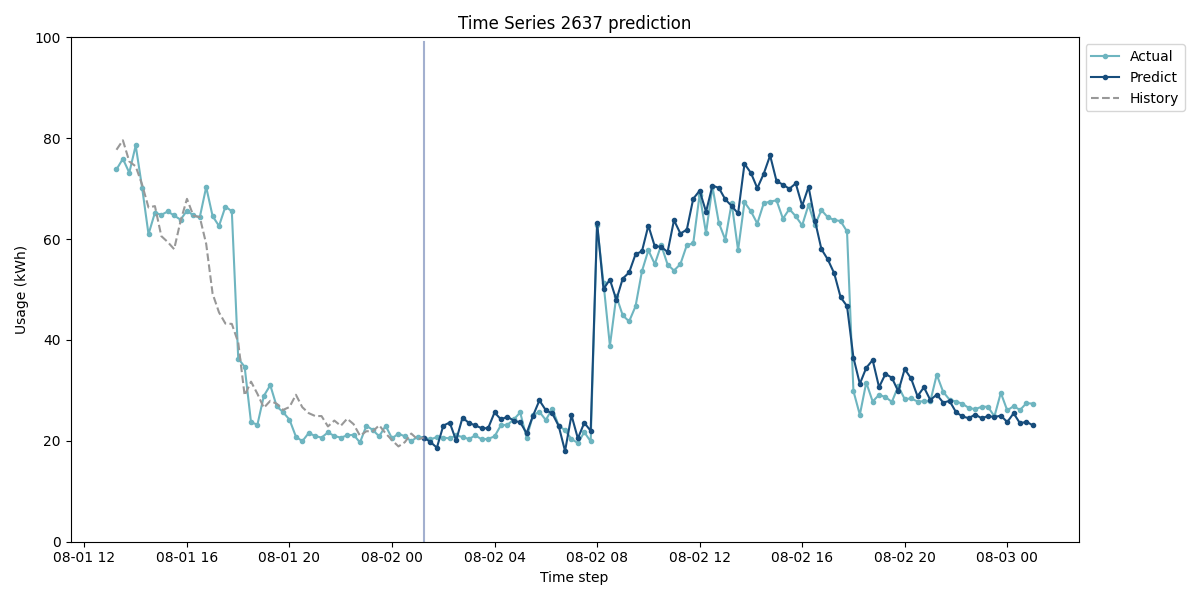 Time Series 2637 prediction
100
80
60
40
20
0
Usage (kWh)
08-01 12
08-01 16
08-01 20
08-02 00
08-02 04
08-02 08
08-02 12
08-02 16
08-02 20
08-03 00
Time step
Actual
Predict
History